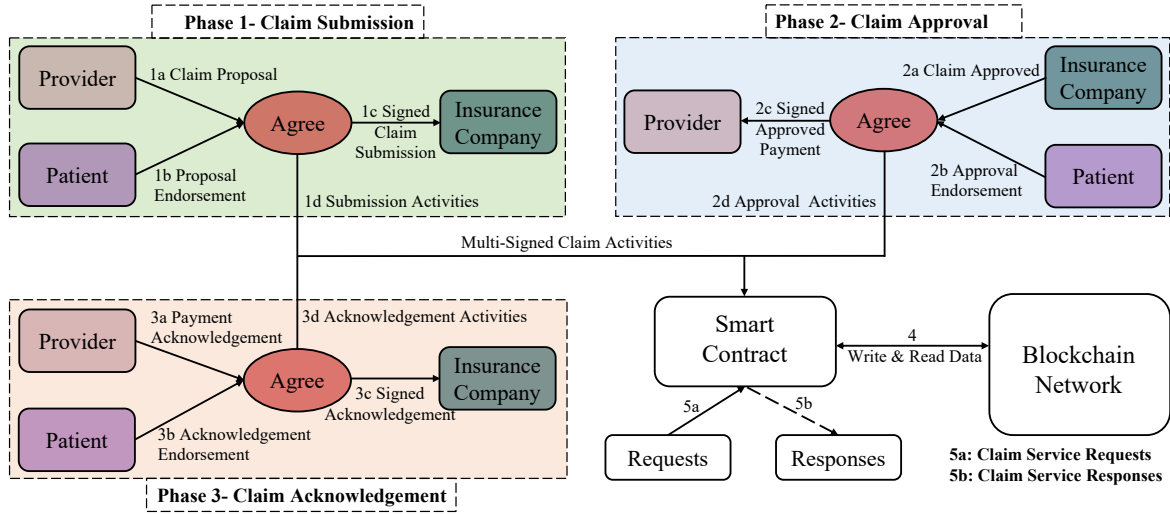 Phase 1- Claim Submission
Provider
1a Claim Proposal
Agree
1c Signed
Claim
Submission
Insurance
Company
Patient
1b Proposal
Endorsement
1d Submission Activities
Phase 2- Claim Approval
Provider
2c Signed
Approved
Payment
Agree
2a Claim Approved
Insurance
Company
2b Approval
Endorsement
Patient
2d Approval Activities
Multi-Signed Claim Activities
3a Payment
Acknowledgement
Provider
3d Acknowledgement Activities
Agree
3c Signed
Acknowledgement
Insurance
Company
Patient
3b Acknowledgement
Endorsement
Phase 3- Claim Acknowledgement
Smart
Contract
4
Write & Read Data
Blockchain
Network
5a
5b
Requests
Responses
5a: Claim Service Requests
5b: Claim Service Responses